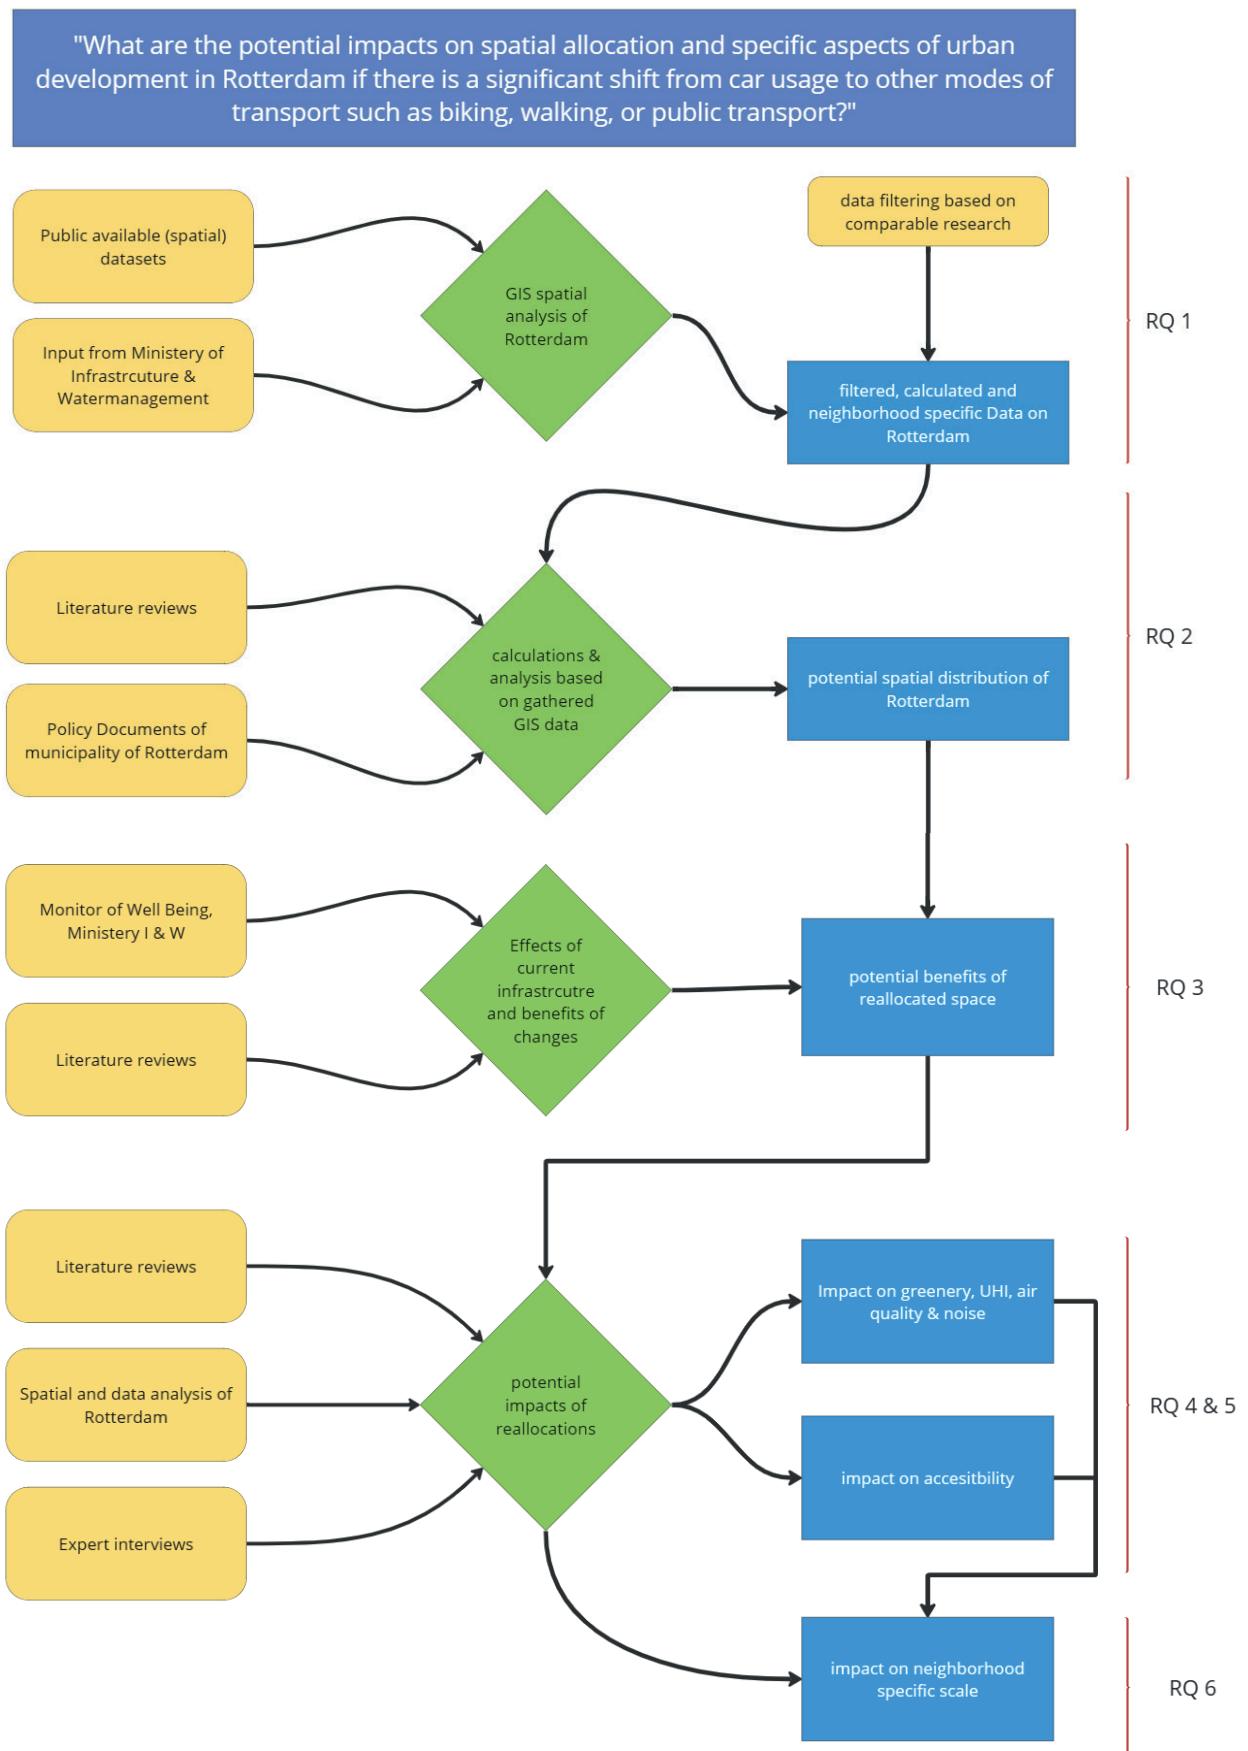 "What are the potential impacts on spatial allocation and specific aspects of urban
development in Rotterdam if there is a significant shift from car usage to other modes of
transport such as biking, walking, or public transport?"
Public available (spatial)
datasets
Input from Ministery of
Infrastrcuture &
Watermanagement
GIS spatial
analysis of
Rotterdam
data filtering based on
comparable research
filtered, calculated and
neighborhood specific Data on
Rotterdam
RQ 1
Literature reviews
Policy Documents of
municipality of Rotterdam
calculations &
analysis based
on gathered
GIS data
potential spatial distribution of
Rotterdam
RQ 2
Monitor of Well Being,
Ministery I & W
Literature reviews
Effects of
current
infrastrcutre
and benefits of
changes
potential benefits of
reallocated space
RQ 3
Literature reviews
Spatial and data analysis of
Rotterdam
Expert interviews
potential
impacts of
reallocations
Impact on greenery, UHI, air
quality & noise
impact on accesitbility
RQ 4 & 5
impact on neighborhood
specific scale
RQ 6